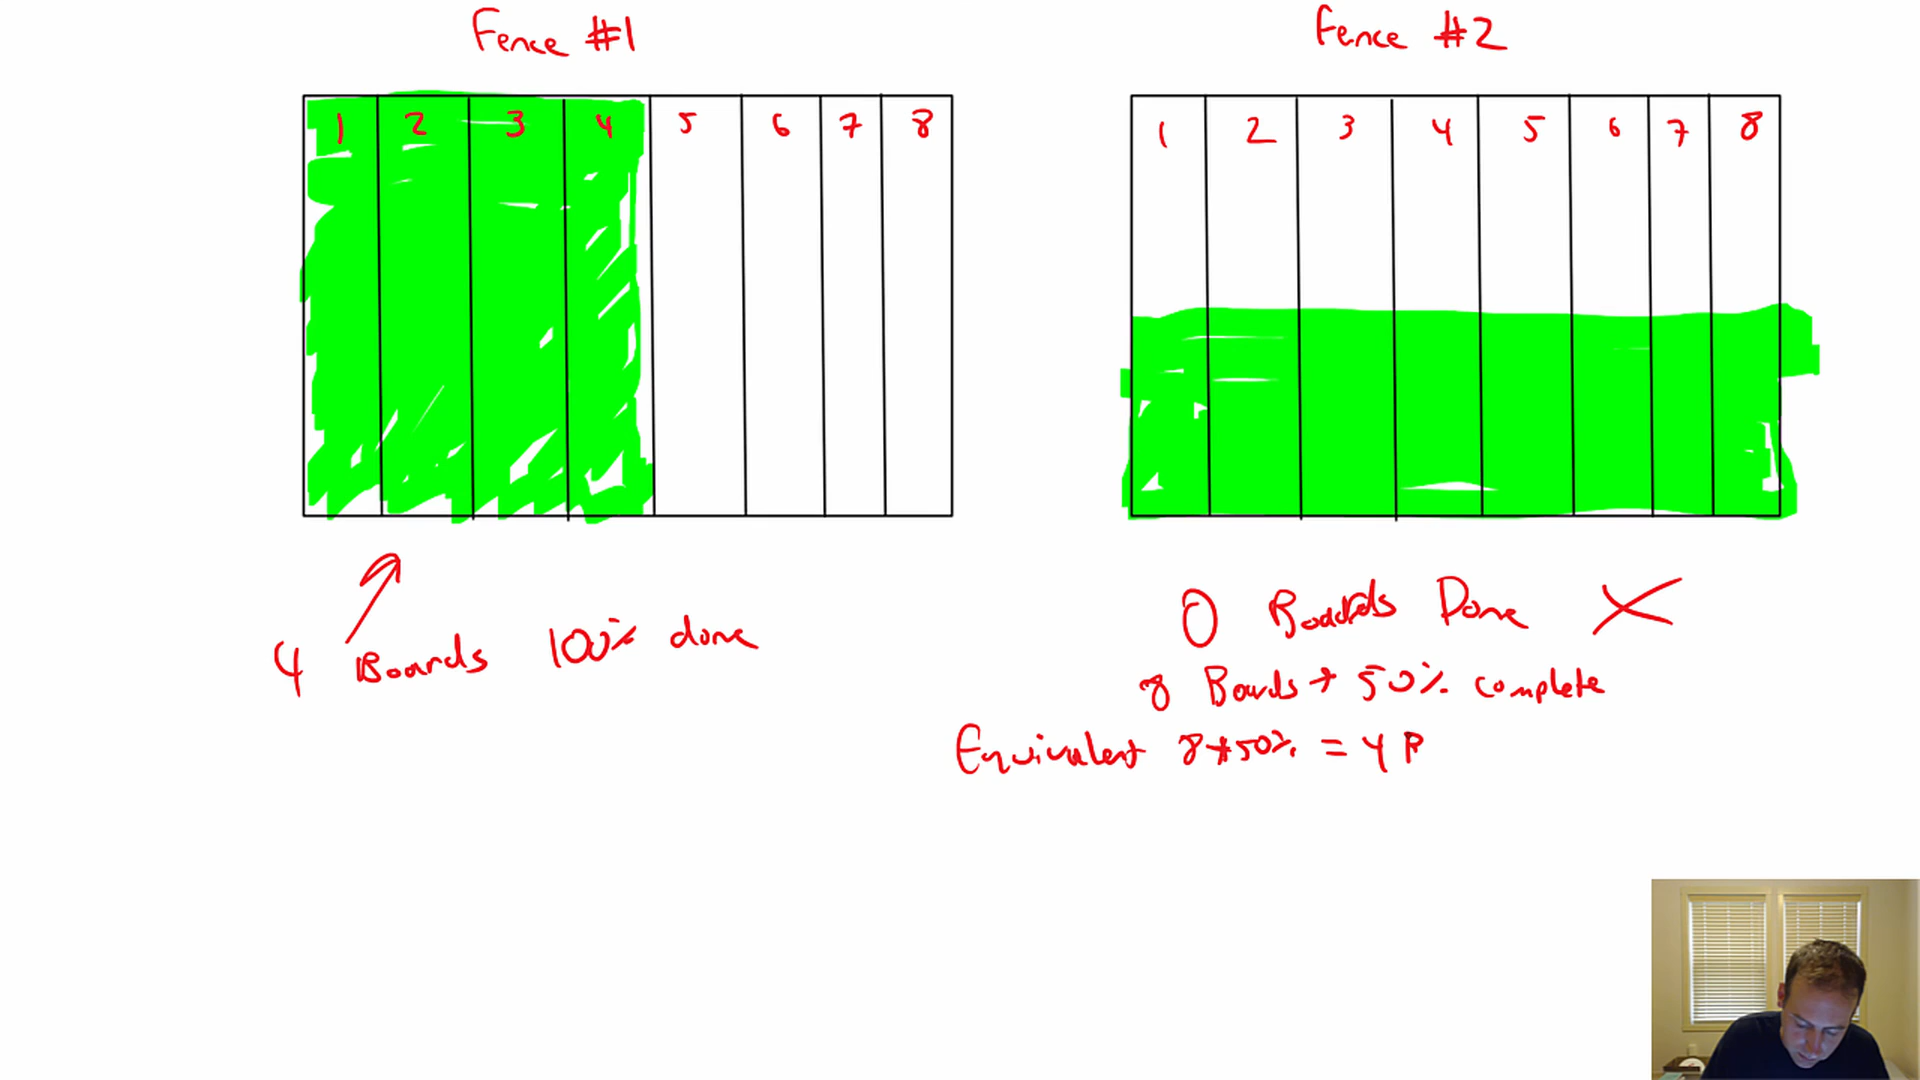 Fence #1
Fence #2
1 2 3 4 5 6 7 8
1 2 3 4 5 6 7 8
4 Boards 100% done
0 Boards Done X
8 Boards → 50% complete
Equivalent 8*50% = 4 B